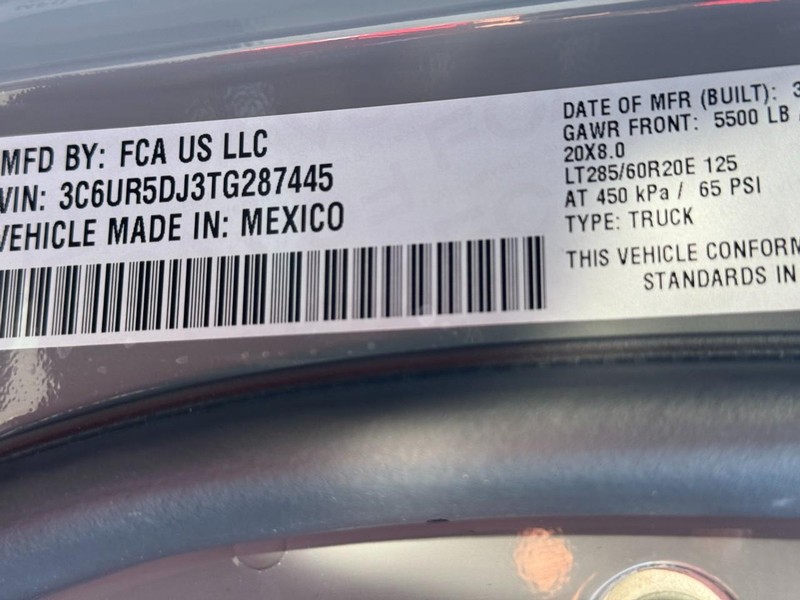 MFD BY: FCA US LLC
VIN: 3C6UR5DJ3TG287445
VEHICLE MADE IN: MEXICO
DATE OF MFR (BUILT): 3
GAWR FRONT: 5500 LB /
20X8.0
LT285/60R20E 125
AT 450 kPa / 65 PSI
TYPE: TRUCK
THIS VEHICLE CONFORM
STANDARDS IN